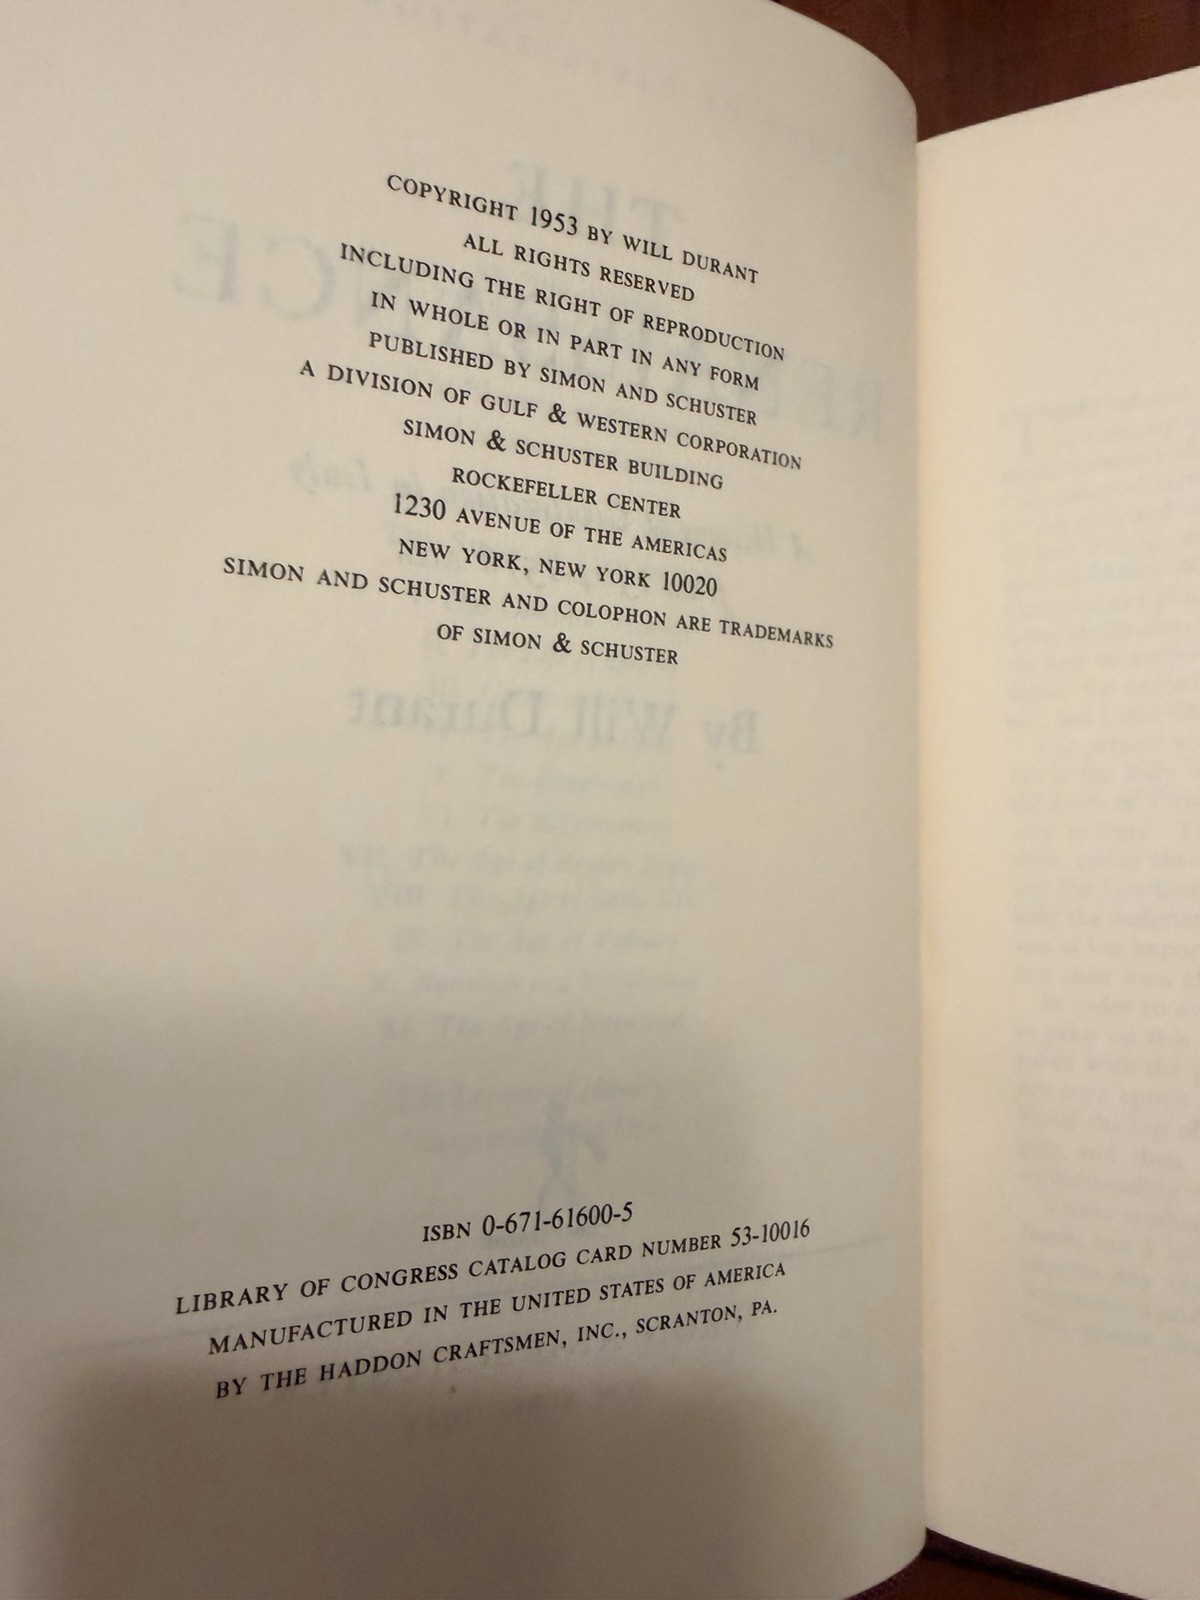 COPYRIGHT 1953 BY WILL DURANT
ALL RIGHTS RESERVED
INCLUDING THE RIGHT OF REPRODUCTION
IN WHOLE OR IN PART IN ANY FORM
PUBLISHED BY SIMON AND SCHUSTER
A DIVISION OF GULF & WESTERN CORPORATION
SIMON & SCHUSTER BUILDING
ROCKEFELLER CENTER
1230 AVENUE OF THE AMERICAS
NEW YORK, NEW YORK 10020
SIMON AND SCHUSTER AND COLOPHON ARE TRADEMARKS
OF SIMON & SCHUSTER
By Will Durant
ISBN 0-671-61600-5
LIBRARY OF CONGRESS CATALOG CARD NUMBER 53-10016
MANUFACTURED IN THE UNITED STATES OF AMERICA
BY THE HADDON CRAFTSMEN, INC., SCRANTON, PA.